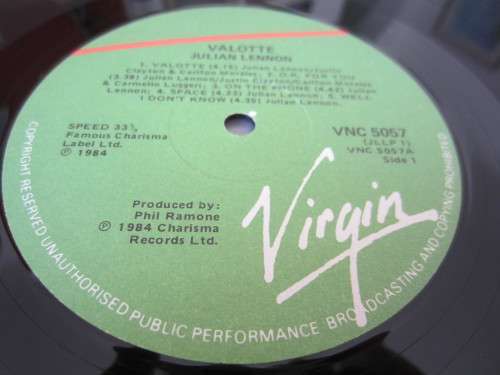 VALOTTE
JULIAN LENNON
1. VALOTTE (4.15) Julian Lennon/Justin
Clayton & Carlton Morales; 2. O.K. FOR YOU
(3.38) Julian Lennon/Justin Clayton/Carlton Morales
& Carmella Luggeri; 3. ON THE PHONE (4.42) Julian
Lennon; 4. SPACE (4.23) Julian Lennon; 5. WELL
I DON'T KNOW (4.35) Julian Lennon.
SPEED 33⅓
Famous Charisma
Label Ltd.
℗ 1984
VNC 5057
(JLLP 1)
VNC 5057A
Side 1
Produced by:
Phil Ramone
© 1984 Charisma
Records Ltd.
Virgin
COPYRIGHT RESERVED UNAUTHORISED PUBLIC PERFORMANCE BROADCASTING AND COPYING PROHIBITED